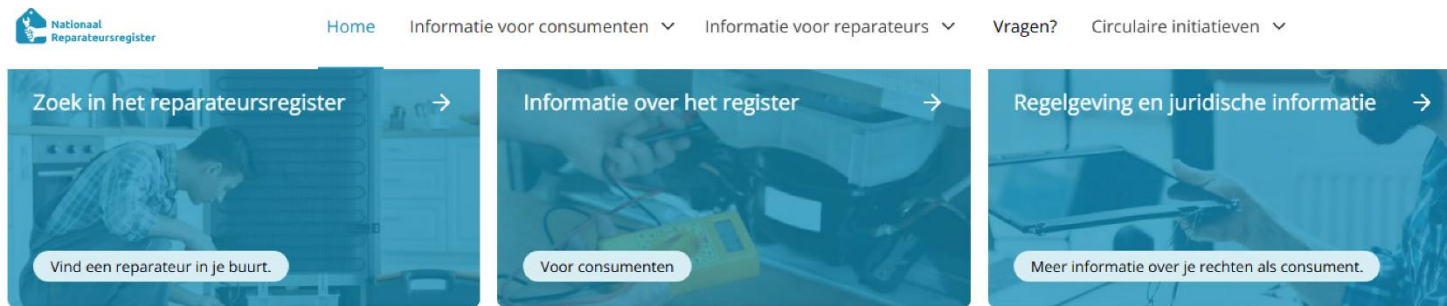 Nationaal
Reparateursregister
Home Informatie voor consumenten Informatie voor reparateurs Vragen? Circulaire initiatieven
Zoek in het reparateursregister
Vind een reparateur in je buurt.
Informatie over het register
Voor consumenten
Regelgeving en juridische informatie
Meer informatie over je rechten als consument.